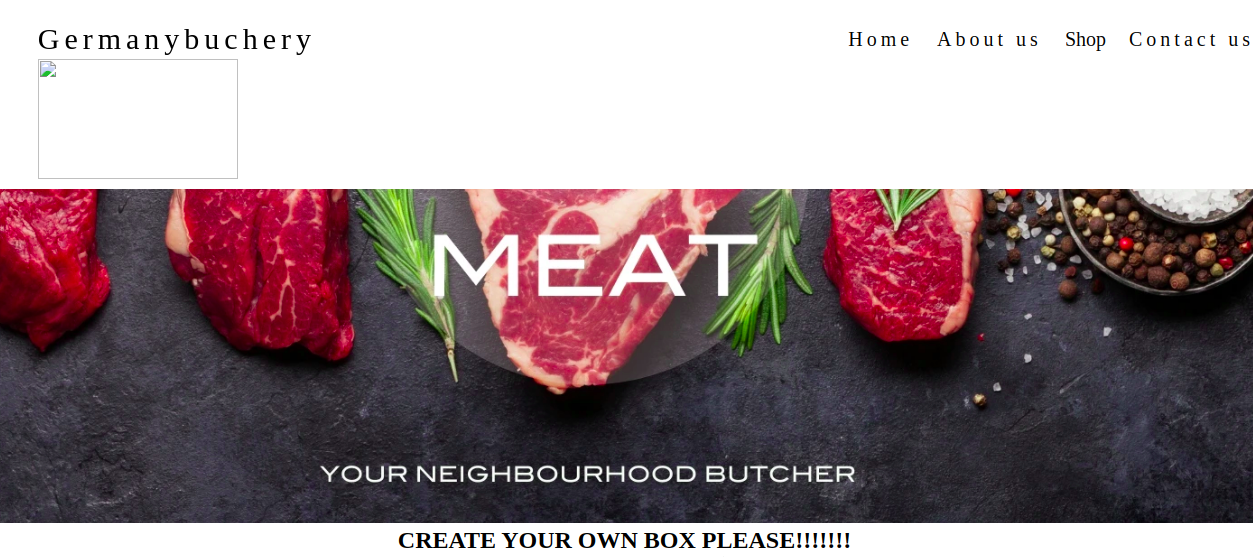 Germanybuchery
Home About us Shop Contact us
MEAT
YOUR NEIGHBOURHOOD BUTCHER
CREATE YOUR OWN BOX PLEASE!!!!!!!